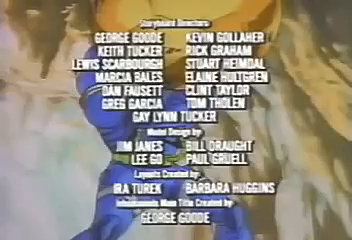 Storyboard Directors
GEORGE GOODE KEVIN GOLLAHER
KEITH TUCKER RICK GRAHAM
LEWIS SCARBOURGH STUART HEIMDAL
MARCIA BALES ELAINE HULTGREN
DAN FAUSETT CLINT TAYLOR
GREG GARCIA TOM THOLEN
GAY LYNN TUCKER
Model Design by
JIM JANES BILL DRAUGHT
LEE GO PAUL GRUELL
Layouts Created by
IRA TUREK BARBARA HUGGINS
Inhumanoids Main Title Created by
GEORGE GOODE